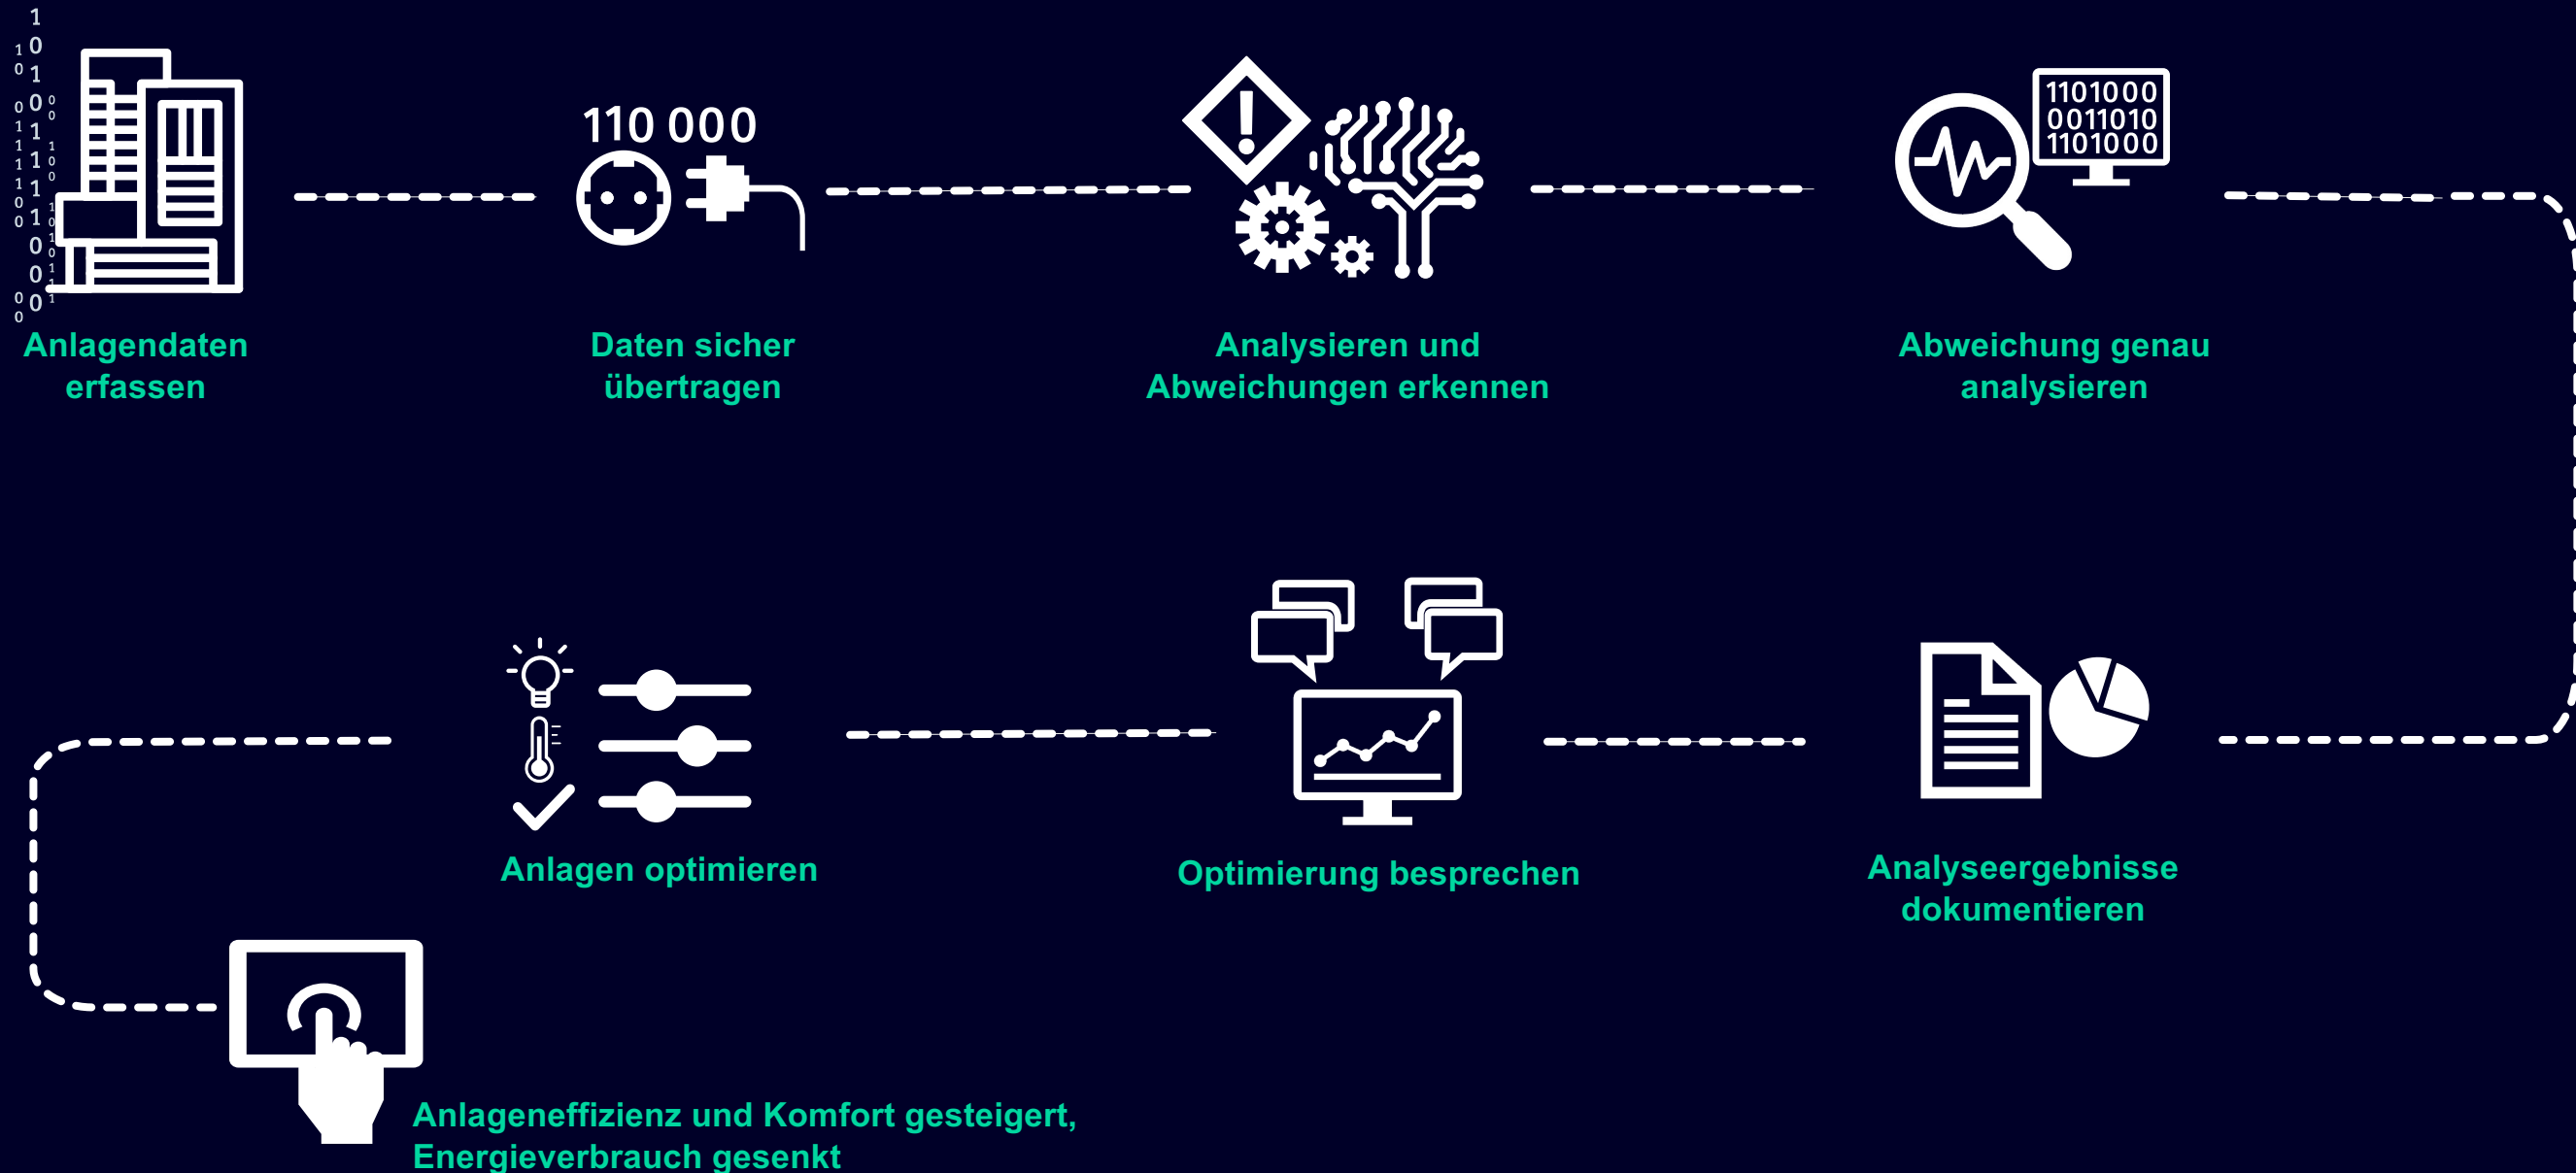 110 000
1101000
0011010
1101000
Anlagendaten
erfassen
Daten sicher
übertragen
Analysieren und
Abweichungen erkennen
Abweichung genau
analysieren
Anlagen optimieren
Optimierung besprechen
Analyseergebnisse
dokumentieren
Anlageneffizienz und Komfort gesteigert,
Energieverbrauch gesenkt